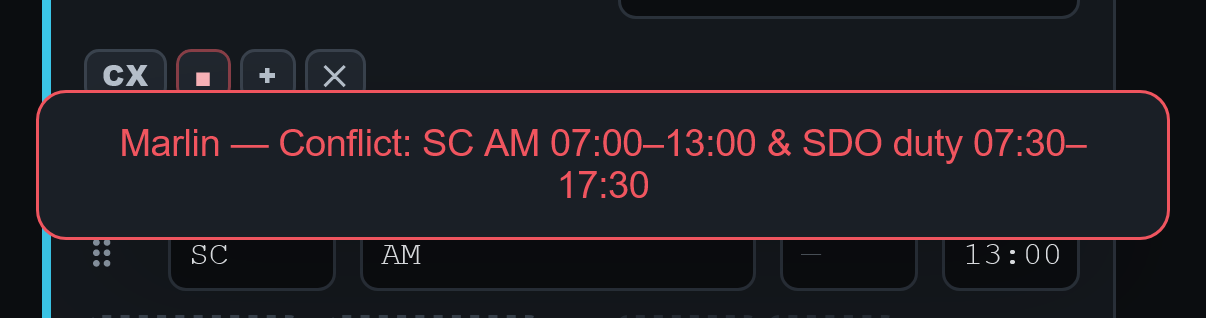 CX ■ + ×
Marlin — Conflict: SC AM 07:00–13:00 & SDO duty 07:30–
17:30
SC AM — 13:00